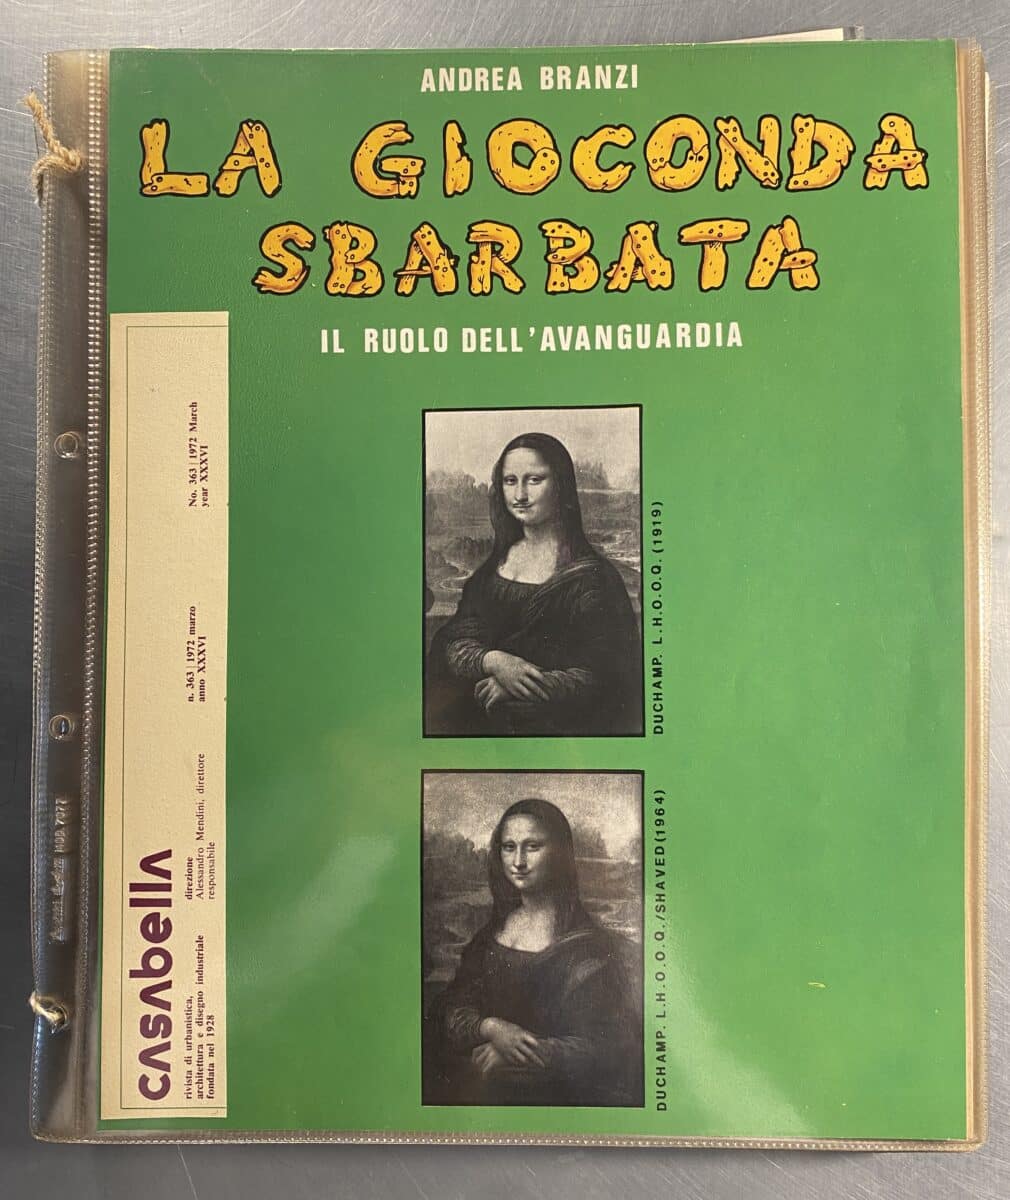 ANDREA BRANZI
LA GIOCONDA
SBARBATA
IL RUOLO DELL'AVANGUARDIA
No. 363 | 1972 March
year XXXVI
n. 363 | 1972 marzo
anno XXXVI
direzione
Alessandro Mendini, direttore
responsabile
casabella
rivista di urbanistica,
architettura e disegno industriale
fondata nel 1928
DUCHAMP. L.H.O.O.Q. (1919)
DUCHAMP. L.H.O.O.Q./SHAVED(1964)
MOD. 7077